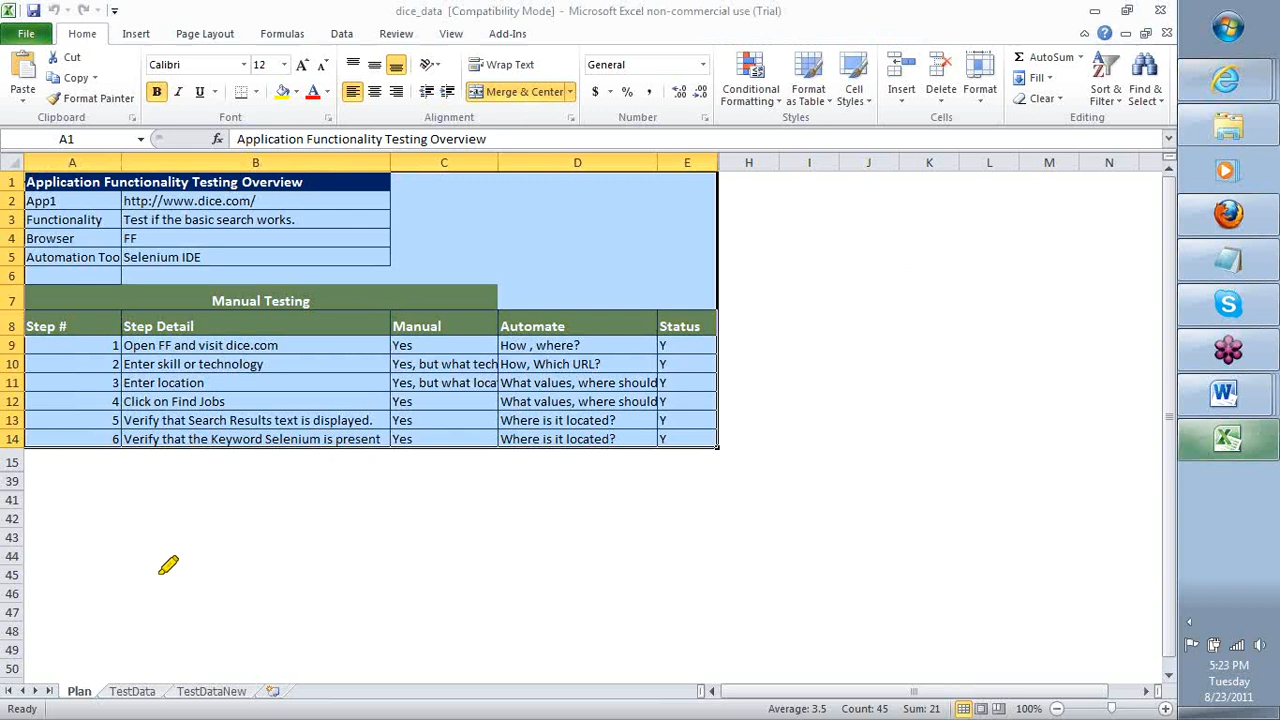 dice_data [Compatibility Mode] - Microsoft Excel non-commercial use (Trial)
File Home Insert Page Layout Formulas Data Review View Add-Ins
Paste
Cut
Copy
Format Painter
Clipboard
Calibri 12
B I U A A A
Font
Wrap Text
Merge & Center
Alignment
General
$ % ,
Number
Conditional Formatting
Format as Table
Cell Styles
Styles
Insert Delete Format
Cells
AutoSum
Fill
Clear
Sort & Filter
Find & Select
Editing
A1 fx Application Functionality Testing Overview
A B C D E H I J K L M N
1 Application Functionality Testing Overview
2 App1 http://www.dice.com/
3 Functionality Test if the basic search works.
4 Browser FF
5 Automation Too Selenium IDE
6
7 Manual Testing
8 Step # Step Detail Manual Automate Status
9 1 Open FF and visit dice.com Yes How , where? Y
10 2 Enter skill or technology Yes, but what tech How, Which URL? Y
11 3 Enter location Yes, but what loca What values, where should Y
12 4 Click on Find Jobs Yes What values, where should Y
13 5 Verify that Search Results text is displayed. Yes Where is it located? Y
14 6 Verify that the Keyword Selenium is present Yes Where is it located? Y
15
39
41
42
43
44
45
46
47
48
49
50
Plan TestData TestDataNew
Ready Average: 3.5 Count: 45 Sum: 21 100%
5:23 PM
Tuesday
8/23/2011